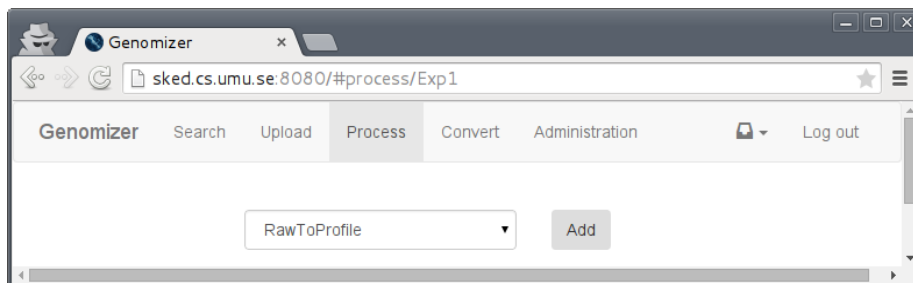 Genomizer
sked.cs.umu.se:8080/#process/Exp1
Genomizer Search Upload Process Convert Administration Log out
RawToProfile Add